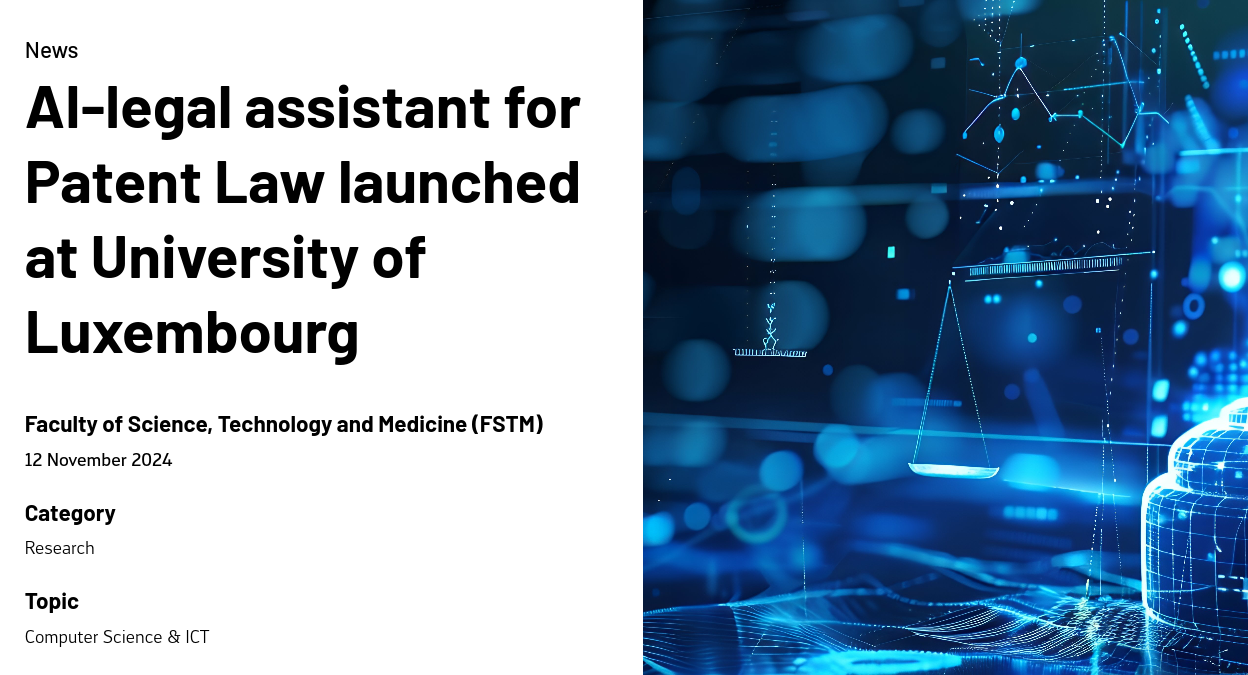 News
AI-legal assistant for
Patent Law launched
at University of
Luxembourg
Faculty of Science, Technology and Medicine (FSTM)
12 November 2024
Category
Research
Topic
Computer Science & ICT